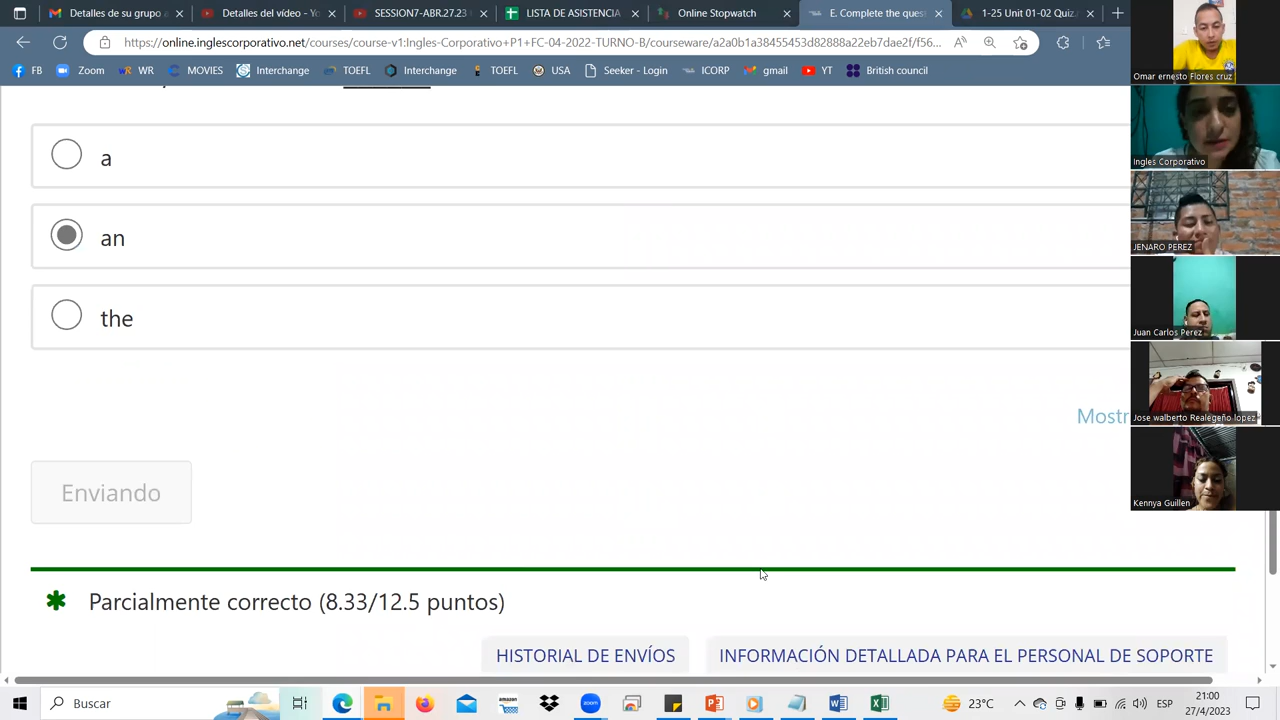 Detalles de su grupo a
Detalles del vídeo - Yo
SESSION7-ABR.27.23
LISTA DE ASISTENCIA
Online Stopwatch
E. Complete the ques
1-25 Unit 01-02 Quiz
https://online.inglescorporativo.net/courses/course-v1:Ingles-Corporativo+P1+FC-04-2022-TURNO-B/courseware/a2a0b1a38455453d82888a22eb7dae2f/f56...
FB
Zoom
WR
MOVIES
Interchange
TOEFL
Interchange
TOEFL
USA
Seeker - Login
ICORP
gmail
YT
British council
Omar ernesto Flores cruz
Ingles Corporativo
JENARO PEREZ
Juan Carlos Perez
Jose walberto Realegeño lopez
Kennya Guillen
a
an
the
Mostr
Enviando
Parcialmente correcto (8.33/12.5 puntos)
HISTORIAL DE ENVÍOS
INFORMACIÓN DETALLADA PARA EL PERSONAL DE SOPORTE
Buscar
23°C
ESP
21:00
27/4/2023